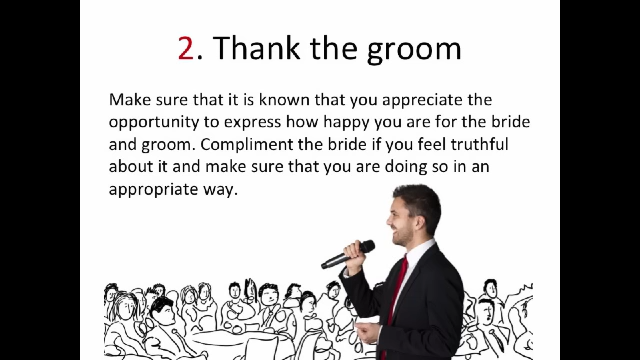 2. Thank the groom
Make sure that it is known that you appreciate the
opportunity to express how happy you are for the bride
and groom. Compliment the bride if you feel truthful
about it and make sure that you are doing so in an
appropriate way.